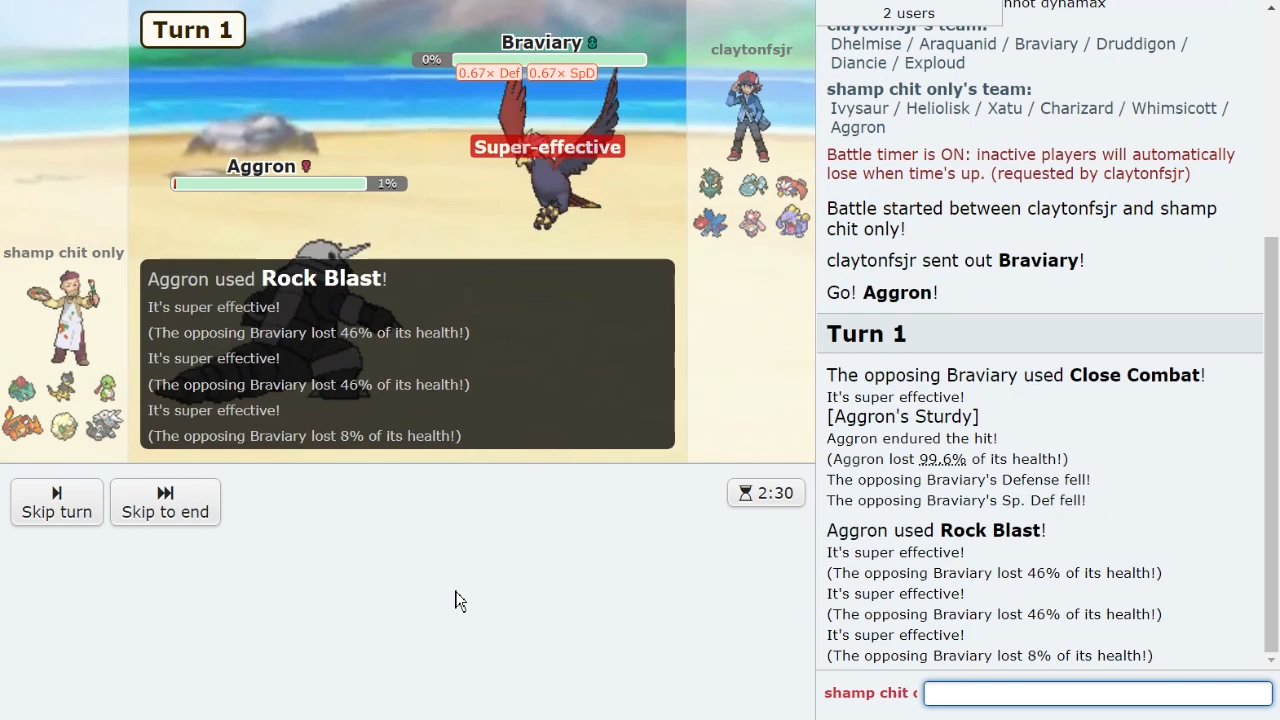 Turn 1
Braviary
0%
0.67× Def 0.67× SpD
Super-effective
Aggron
1%
claytonfsjr
shamp chit only
Aggron used Rock Blast!
It's super effective!
(The opposing Braviary lost 46% of its health!)
It's super effective!
(The opposing Braviary lost 46% of its health!)
It's super effective!
(The opposing Braviary lost 8% of its health!)
Skip turn
Skip to end
2:30
2 users
nnot dynamax
claytonfsjr's team:
Dhelmise / Araquanid / Braviary / Druddigon /
Diancie / Exploud
shamp chit only's team:
Ivysaur / Heliolisk / Xatu / Charizard / Whimsicott /
Aggron
Battle timer is ON: inactive players will automatically
lose when time's up. (requested by claytonfsjr)
Battle started between claytonfsjr and shamp
chit only!
claytonfsjr sent out Braviary!
Go! Aggron!
Turn 1
The opposing Braviary used Close Combat!
It's super effective!
[Aggron's Sturdy]
Aggron endured the hit!
(Aggron lost 99.6% of its health!)
The opposing Braviary's Defense fell!
The opposing Braviary's Sp. Def fell!
Aggron used Rock Blast!
It's super effective!
(The opposing Braviary lost 46% of its health!)
It's super effective!
(The opposing Braviary lost 46% of its health!)
It's super effective!
(The opposing Braviary lost 8% of its health!)
shamp chit c